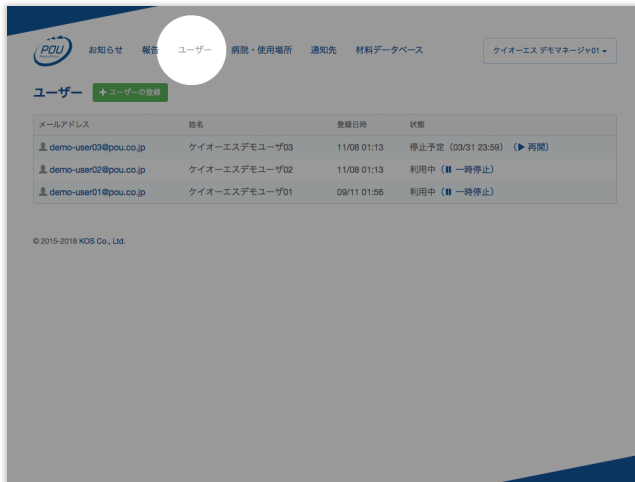 POU
お知らせ 報告 ユーザー 病院・使用場所 通知先 材料データベース ケイオーエス デモマネージャ01
ユーザー +ユーザーの登録
メールアドレス 姓名 登録日時 状態
demo-user03@pou.co.jp ケイオーエスデモユーザ03 11/08 01:13 停止予定（03/31 23:59）（▶ 再開）
demo-user02@pou.co.jp ケイオーエスデモユーザ02 11/08 01:13 利用中（一時停止）
demo-user01@pou.co.jp ケイオーエスデモユーザ01 09/11 01:56 利用中（一時停止）
© 2015-2018 KOS Co., Ltd.